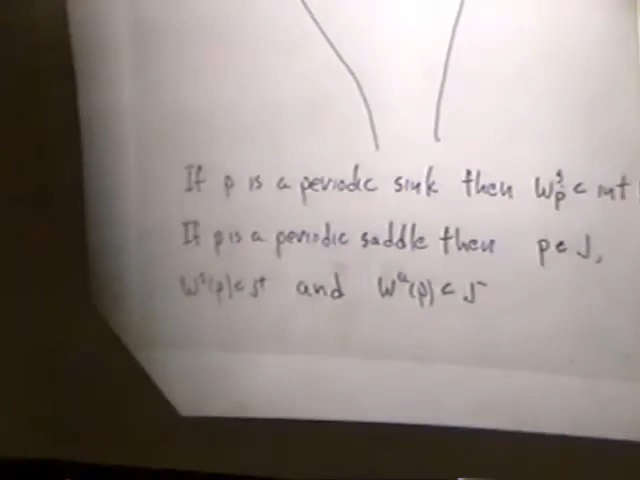 If p is a periodic sink then W^s_p ⊂ int
If p is a periodic saddle then p ∈ J,
W^s(p) ⊂ J^+ and W^u(p) ⊂ J^-